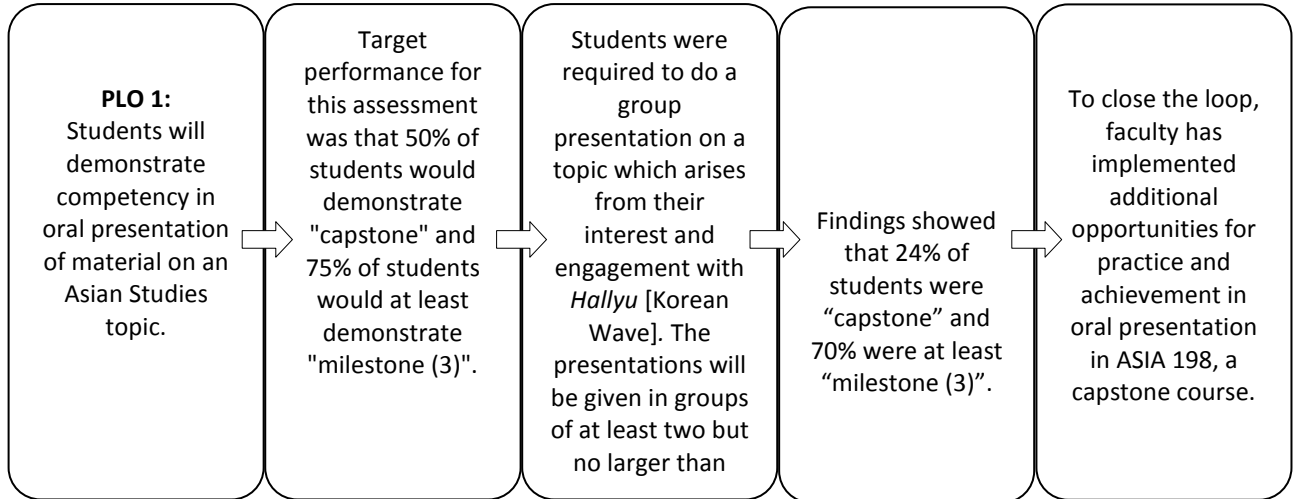 PLO 1:
Students will
demonstrate
competency in
oral presentation
of material on an
Asian Studies
topic.
Target
performance for
this assessment
was that 50% of
students would
demonstrate
"capstone" and
75% of students
would at least
demonstrate
"milestone (3)".
Students were
required to do a
group
presentation on a
topic which arises
from their
interest and
engagement with
Hallyu [Korean
Wave]. The
presentations will
be given in groups
of at least two but
no larger than
Findings showed
that 24% of
students were
“capstone” and
70% were at least
“milestone (3)”.
To close the loop,
faculty has
implemented
additional
opportunities for
practice and
achievement in
oral presentation
in ASIA 198, a
capstone course.